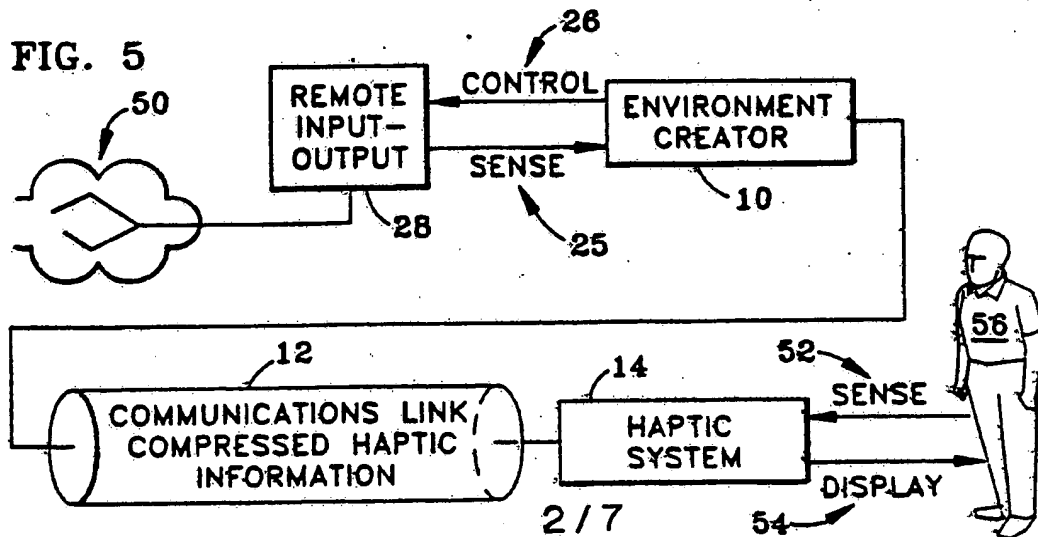 FIG. 5
50
26
REMOTE
INPUT-
OUTPUT
28
CONTROL
SENSE
25
ENVIRONMENT
CREATOR
10
12
COMMUNICATIONS LINK
COMPRESSED HAPTIC
INFORMATION
14
HAPTIC
SYSTEM
52
SENSE
DISPLAY
54
56
2/7